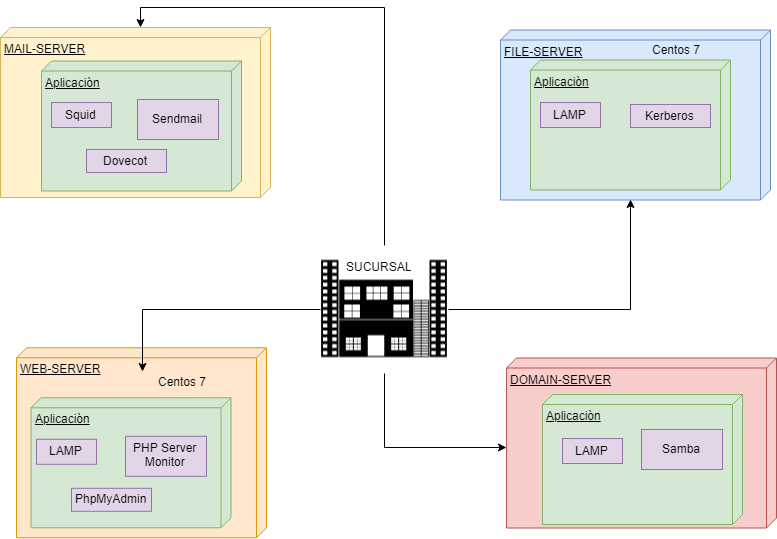 MAIL-SERVER
Aplicaciòn
Squid
Sendmail
Dovecot
FILE-SERVER
Centos 7
Aplicaciòn
LAMP
Kerberos
SUCURSAL
WEB-SERVER
Centos 7
Aplicaciòn
LAMP
PHP Server
Monitor
PhpMyAdmin
DOMAIN-SERVER
Aplicaciòn
LAMP
Samba